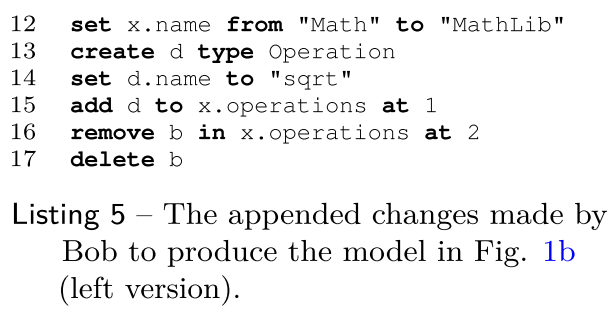 12 set x.name from "Math" to "MathLib"
13 create d type Operation
14 set d.name to "sqrt"
15 add d to x.operations at 1
16 remove b in x.operations at 2
17 delete b
Listing 5 – The appended changes made by
Bob to produce the model in Fig. 1b
(left version).